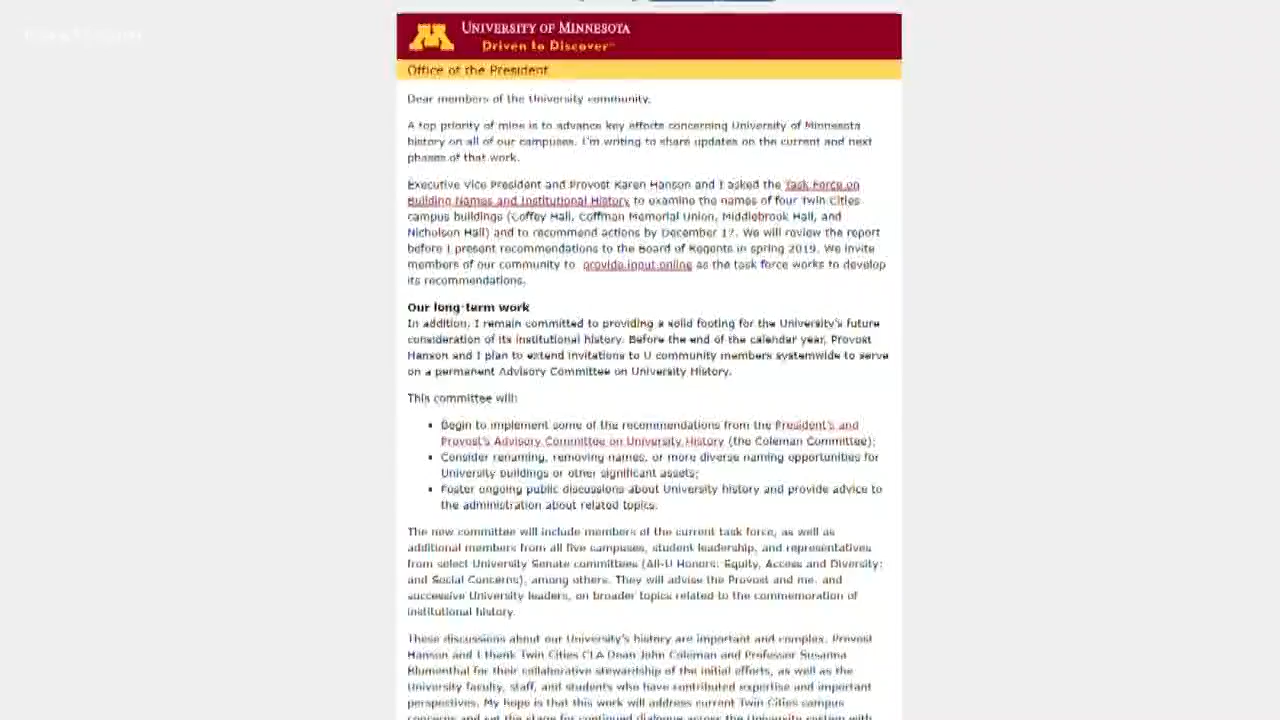 UNIVERSITY OF MINNESOTA
Driven to Discover
Office of the President
Dear members of the University community,
A top priority of mine is to advance key efforts concerning University of Minnesota
history on all of our campuses. I'm writing to share updates on the current and next
phases of that work.
Executive Vice President and Provost Karen Hanson and I asked the Task Force on
Building Names and Institutional History to examine the names of four Twin Cities
campus buildings (Coffey Hall, Coffman Memorial Union, Middlebrook Hall, and
Nicholson Hall) and to recommend actions by December 17. We will review the report
before I present recommendations to the Board of Regents in spring 2019. We invite
members of our community to provide input online as the task force works to develop
its recommendations.
Our long-term work
In addition, I remain committed to providing a solid footing for the University's future
consideration of its institutional history. Before the end of the calendar year, Provost
Hanson and I plan to extend invitations to U community members systemwide to serve
on a permanent Advisory Committee on University History.
This committee will:
• Begin to implement some of the recommendations from the President's and
Provost's Advisory Committee on University History (the Coleman Committee);
• Consider renaming, removing names, or more diverse naming opportunities for
University buildings or other significant assets;
• Foster ongoing public discussions about University history and provide advice to
the administration about related topics.
The new committee will include members of the current task force, as well as
additional members from all five campuses, student leadership, and representatives
from select University Senate committees (All-U Honors; Equity, Access and Diversity;
and Social Concerns), among others. They will advise the Provost and me, and
successive University leaders, on broader topics related to the commemoration of
institutional history.
These discussions about our University's history are important and complex. Provost
Hanson and I thank Twin Cities CLA Dean John Coleman and Professor Susanna
Blumenthal for their collaborative stewardship of the initial efforts, as well as the
University faculty, staff, and students who have contributed expertise and important
perspectives. My hope is that this work will address current Twin Cities campus
concerns and set the stage for continued dialogue across the University system with